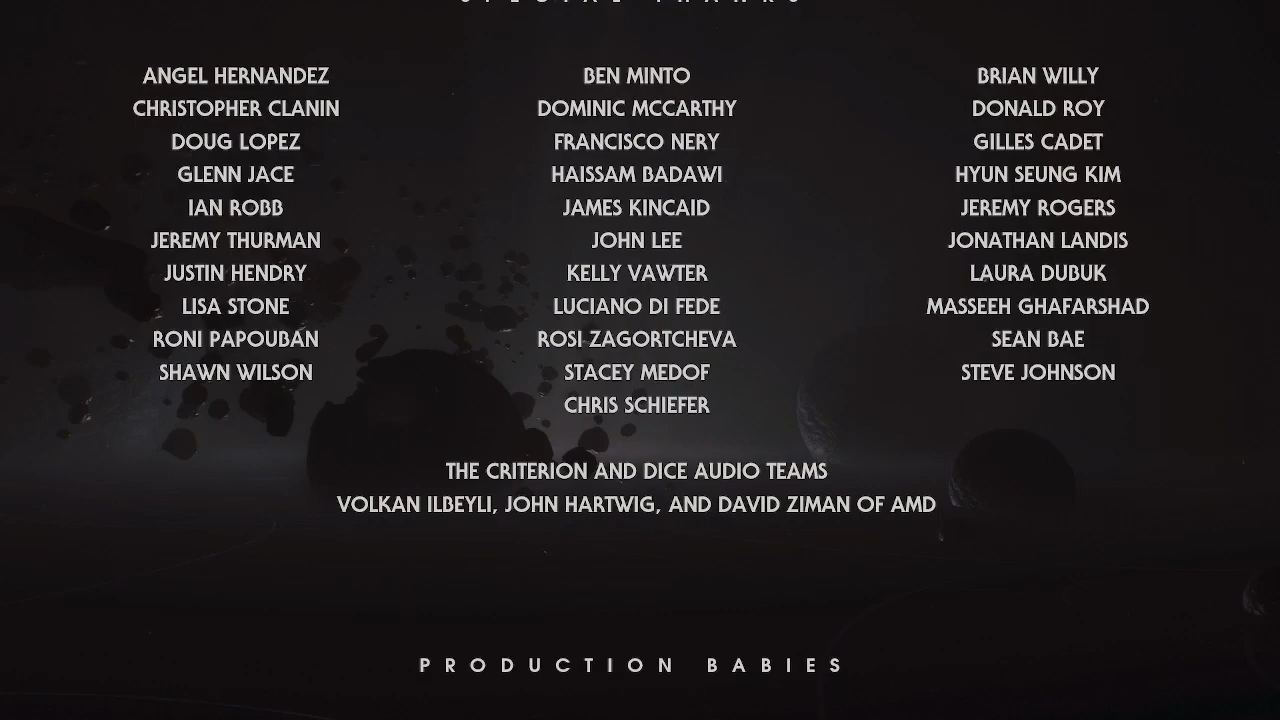 SPECIAL THANKS
ANGEL HERNANDEZ BEN MINTO BRIAN WILLY
CHRISTOPHER CLANIN DOMINIC MCCARTHY DONALD ROY
DOUG LOPEZ FRANCISCO NERY GILLES CADET
GLENN JACE HAISSAM BADAWI HYUN SEUNG KIM
IAN ROBB JAMES KINCAID JEREMY ROGERS
JEREMY THURMAN JOHN LEE JONATHAN LANDIS
JUSTIN HENDRY KELLY VAWTER LAURA DUBUK
LISA STONE LUCIANO DI FEDE MASSEEH GHAFARSHAD
RONI PAPOUBAN ROSI ZAGORTCHEVA SEAN BAE
SHAWN WILSON STACEY MEDOF STEVE JOHNSON
CHRIS SCHIEFER
THE CRITERION AND DICE AUDIO TEAMS
VOLKAN ILBEYLI, JOHN HARTWIG, AND DAVID ZIMAN OF AMD
PRODUCTION BABIES